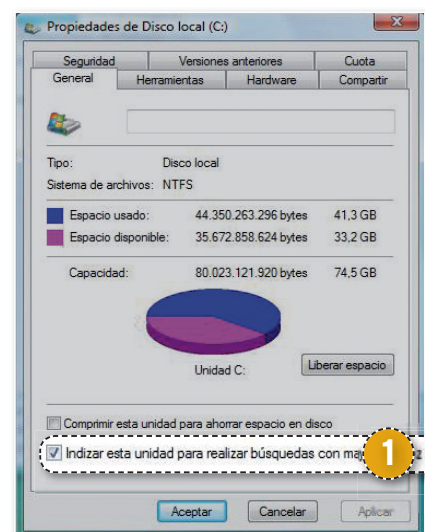 Propiedades de Disco local (C:)
Seguridad Versiones anteriores Cuota
General Herramientas Hardware Compartir
Tipo: Disco local
Sistema de archivos: NTFS
Espacio usado: 44.350.263.296 bytes 41,3 GB
Espacio disponible: 35.672.858.624 bytes 33,2 GB
Capacidad: 80.023.121.920 bytes 74,5 GB
Unidad C:
Liberar espacio
Comprimir esta unidad para ahorrar espacio en disco
Indizar esta unidad para realizar búsquedas con
1
Aceptar Cancelar Aplicar